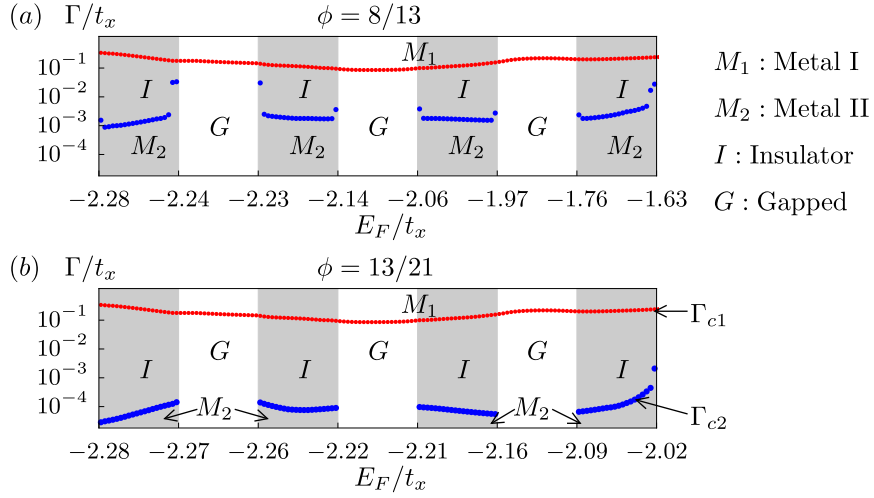 (a) Γ/t_x ϕ = 8/13
M_1
10^{-1}
10^{-2} I I I I
10^{-3} G G G
10^{-4} M_2 M_2 M_2 M_2
−2.28 −2.24 −2.23 −2.14 −2.06 −1.97 −1.76 −1.63
E_F/t_x
M_1 : Metal I
M_2 : Metal II
I : Insulator
G : Gapped
(b) Γ/t_x ϕ = 13/21
10^{-1} M_1 Γ_{c1}
10^{-2} G G G
10^{-3} I I I I
10^{-4} M_2 M_2 Γ_{c2}
−2.28 −2.27 −2.26 −2.22 −2.21 −2.16 −2.09 −2.02
E_F/t_x